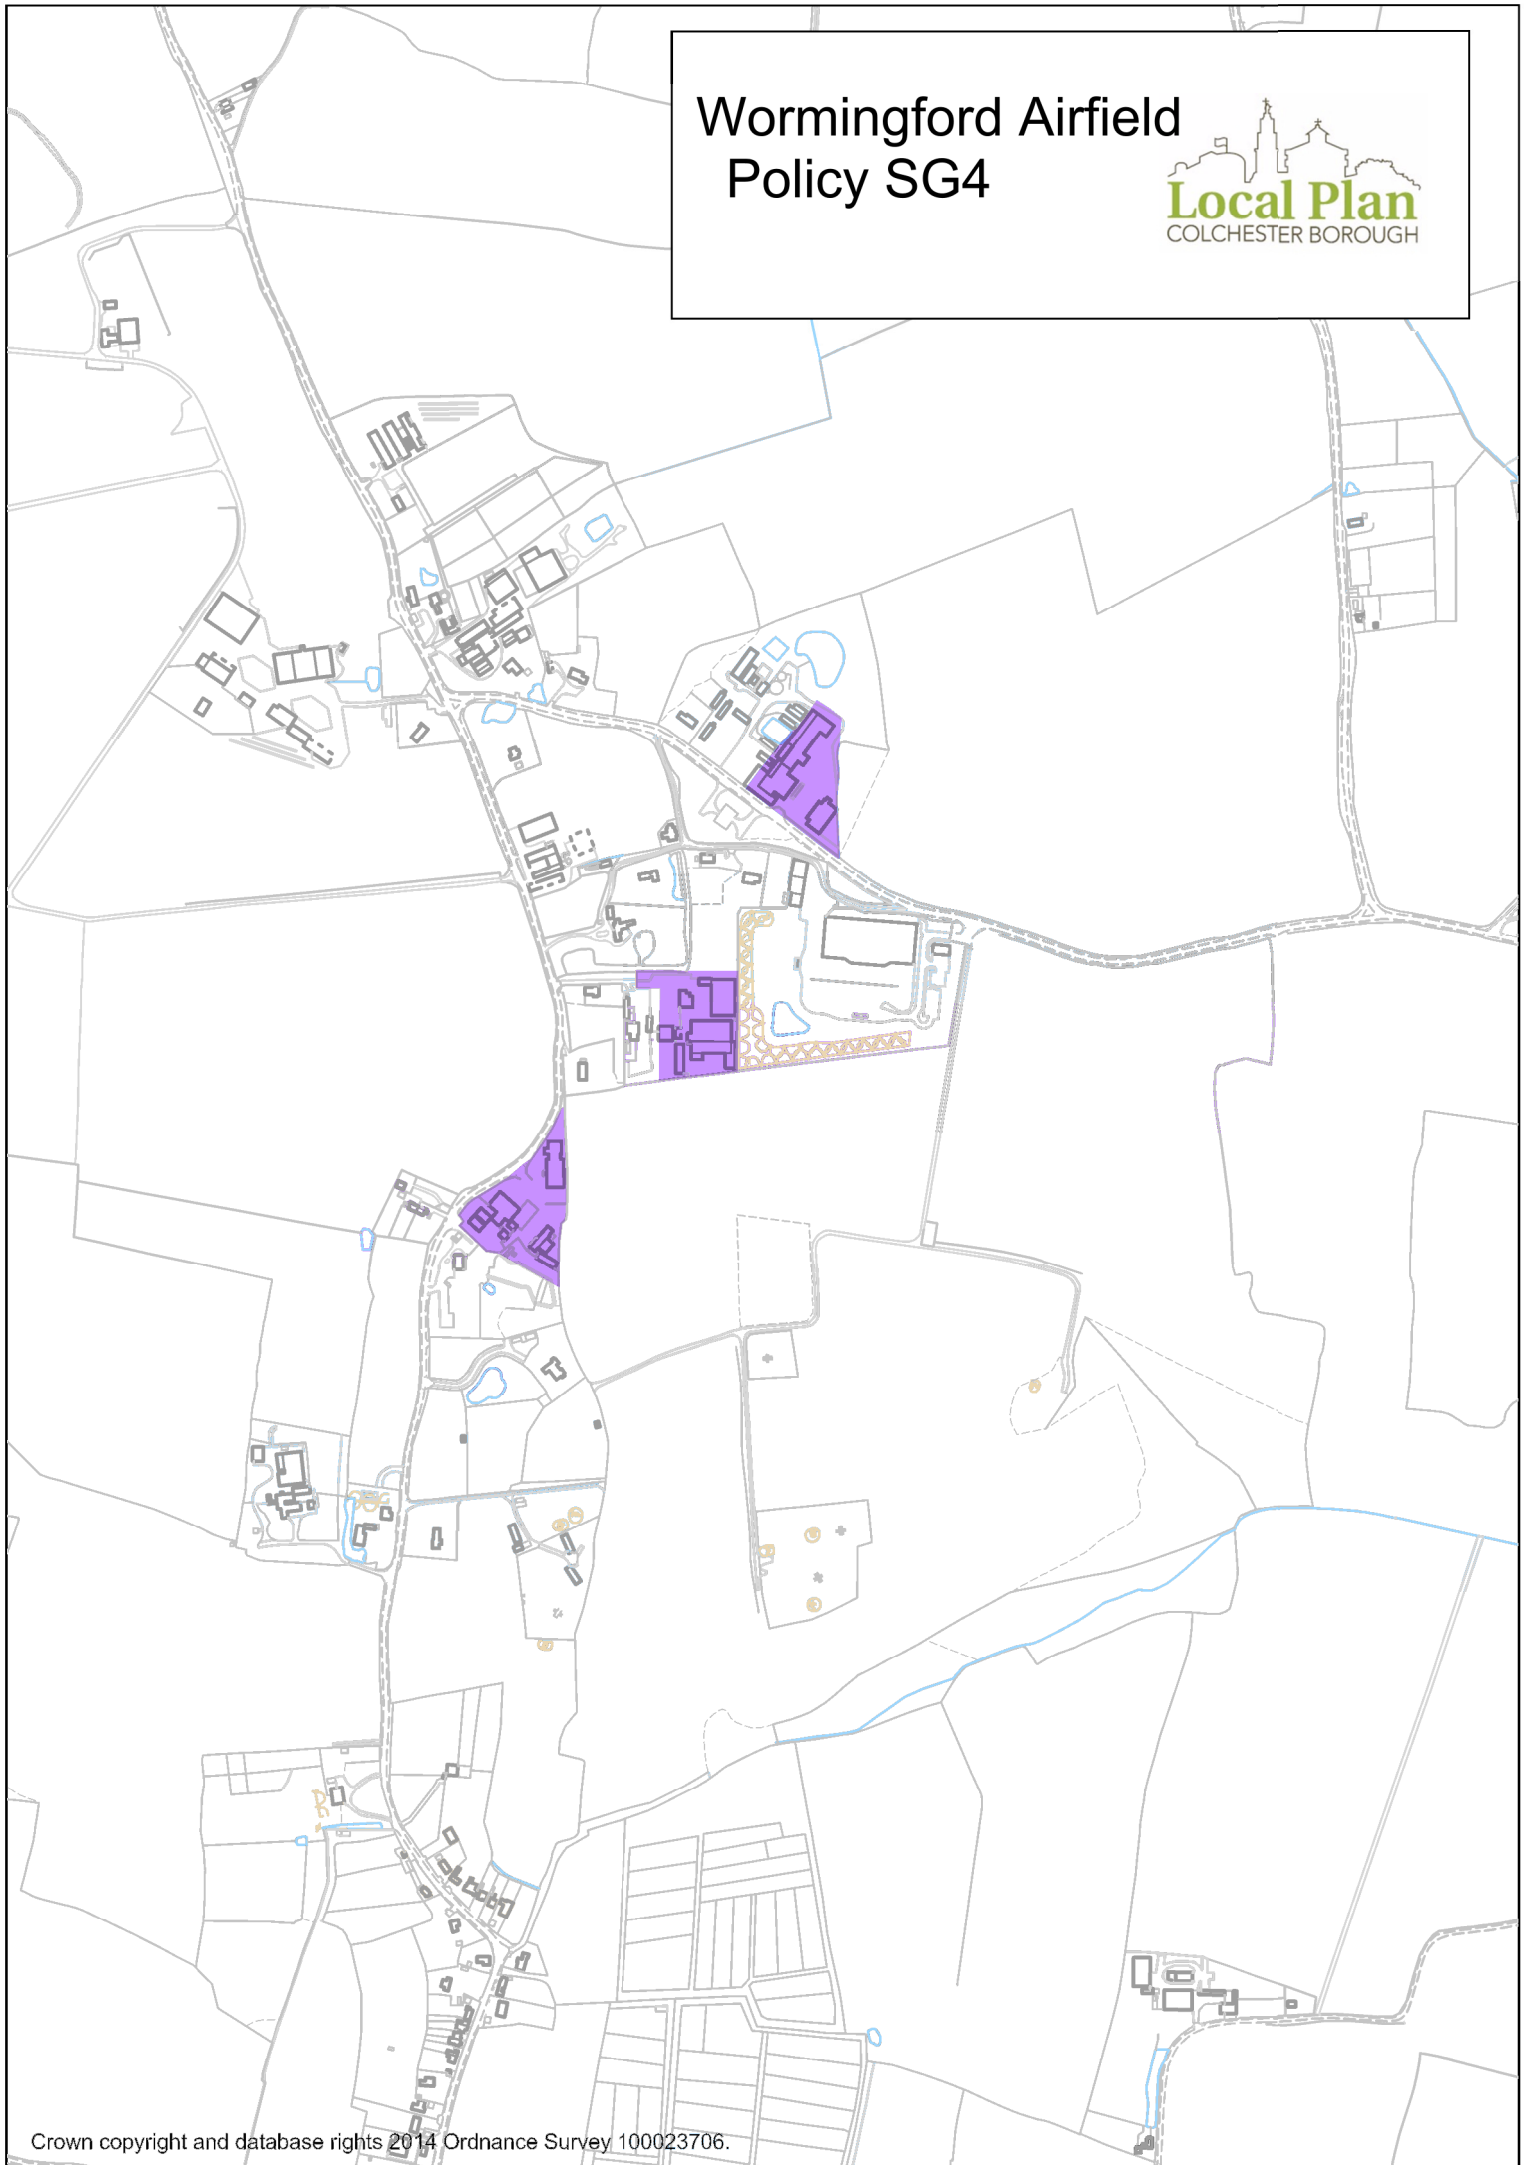 Wormingford Airfield
Policy SG4
Local Plan
COLCHESTER BOROUGH
Crown copyright and database rights 2014 Ordnance Survey 100023706.